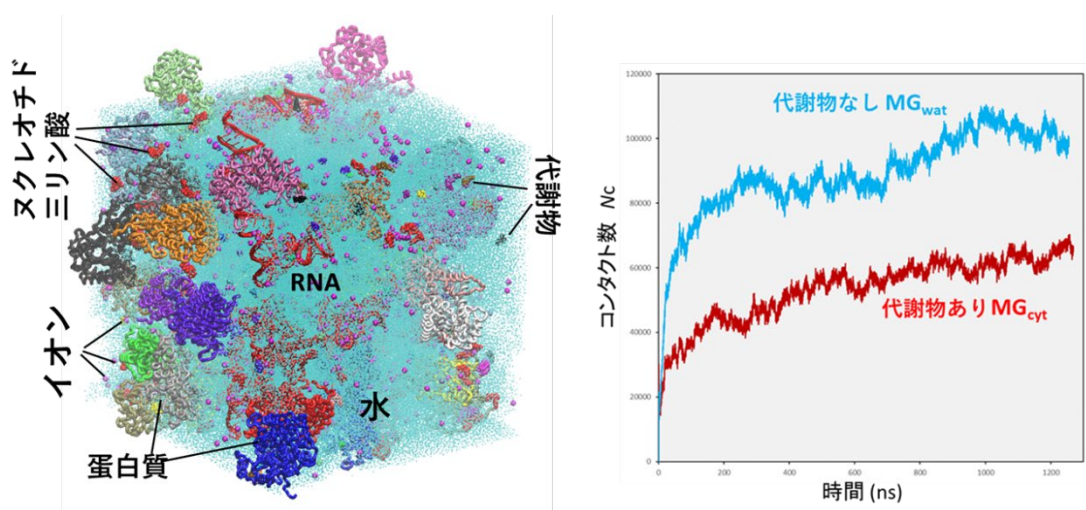 ヌクレオチド
三リン酸
代謝物
RNA
イオン
水
蛋白質
120000
100000
80000
60000
40000
20000
0
0
200
400
600
800
1000
1200
コンタクト数 Nc
代謝物なし MGwat
代謝物あり MGcyt
時間 (ns)